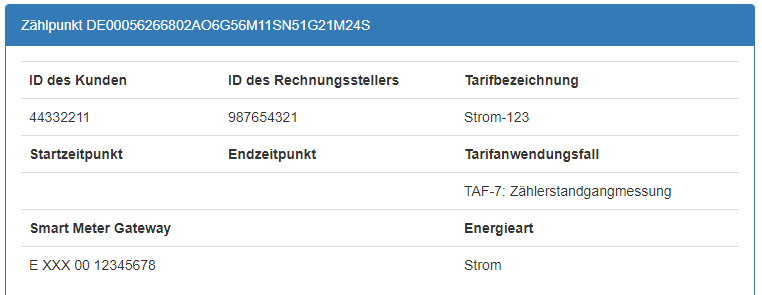 Zählpunkt DE00056266802AO6G56M11SN51G21M24S
ID des Kunden ID des Rechnungsstellers Tarifbezeichnung
44332211 987654321 Strom-123
Startzeitpunkt Endzeitpunkt Tarifanwendungsfall
TAF-7: Zählerstandgangmessung
Smart Meter Gateway Energieart
E XXX 00 12345678 Strom